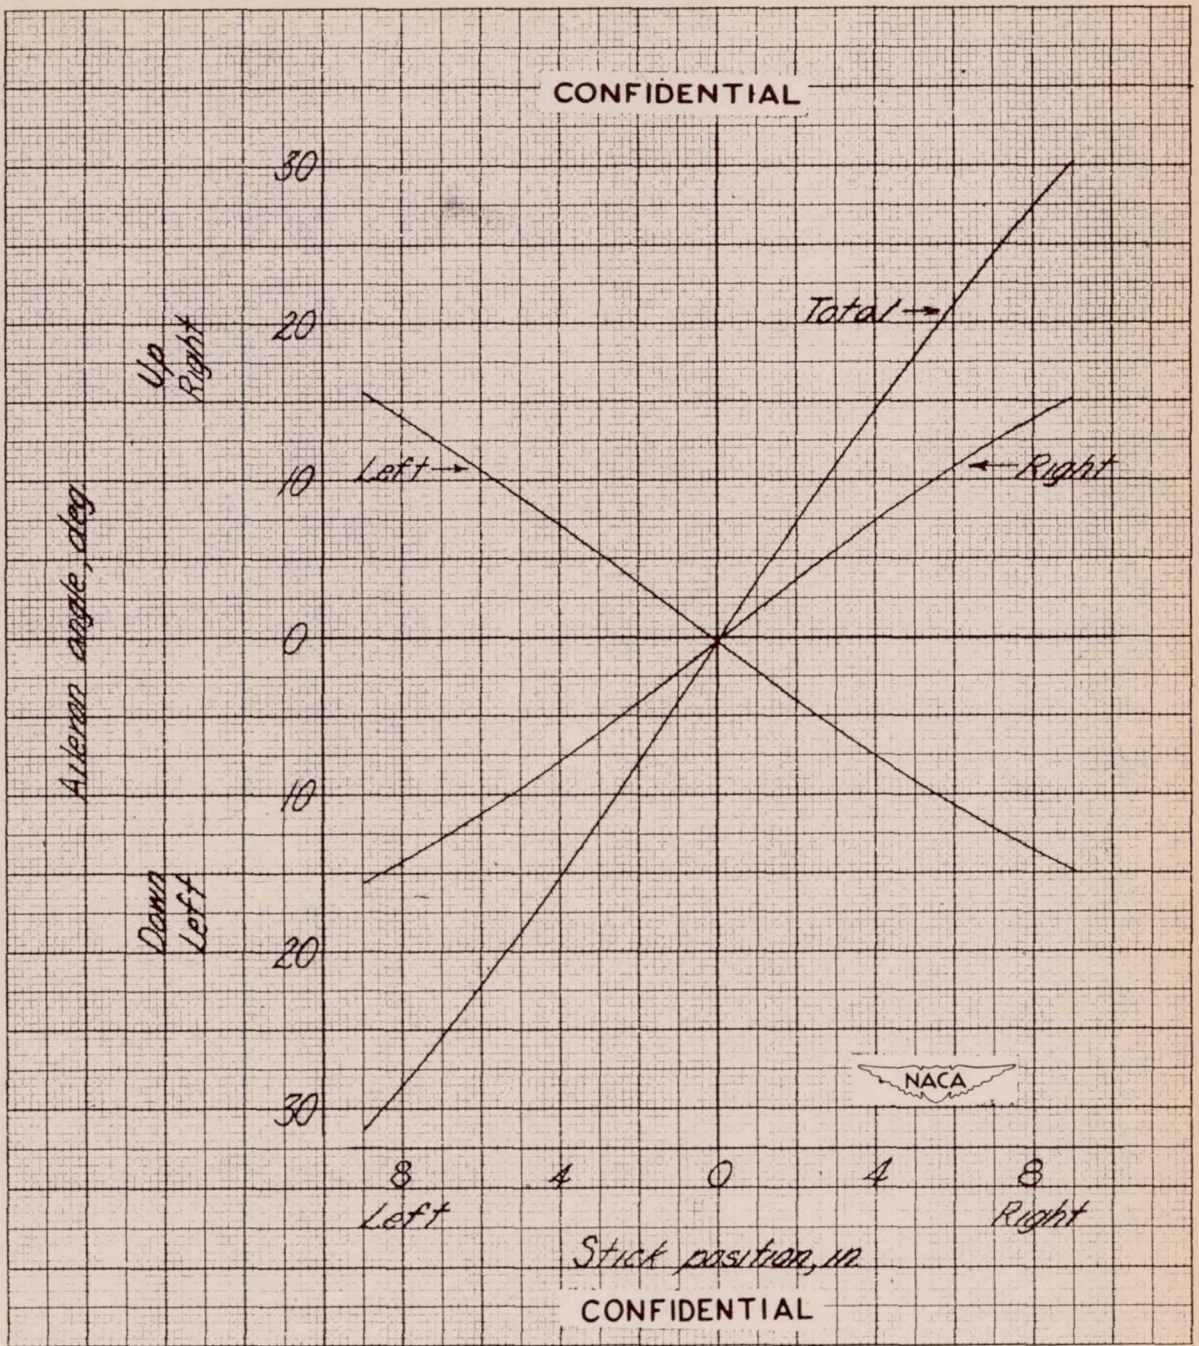 CONFIDENTIAL
30
Total
20
Up
Right
Left
10
Right
Aileron angle, deg.
0
10
Down
Left
20
NACA
30
8 4 0 4 8
Left Right
Stick position, in.
CONFIDENTIAL